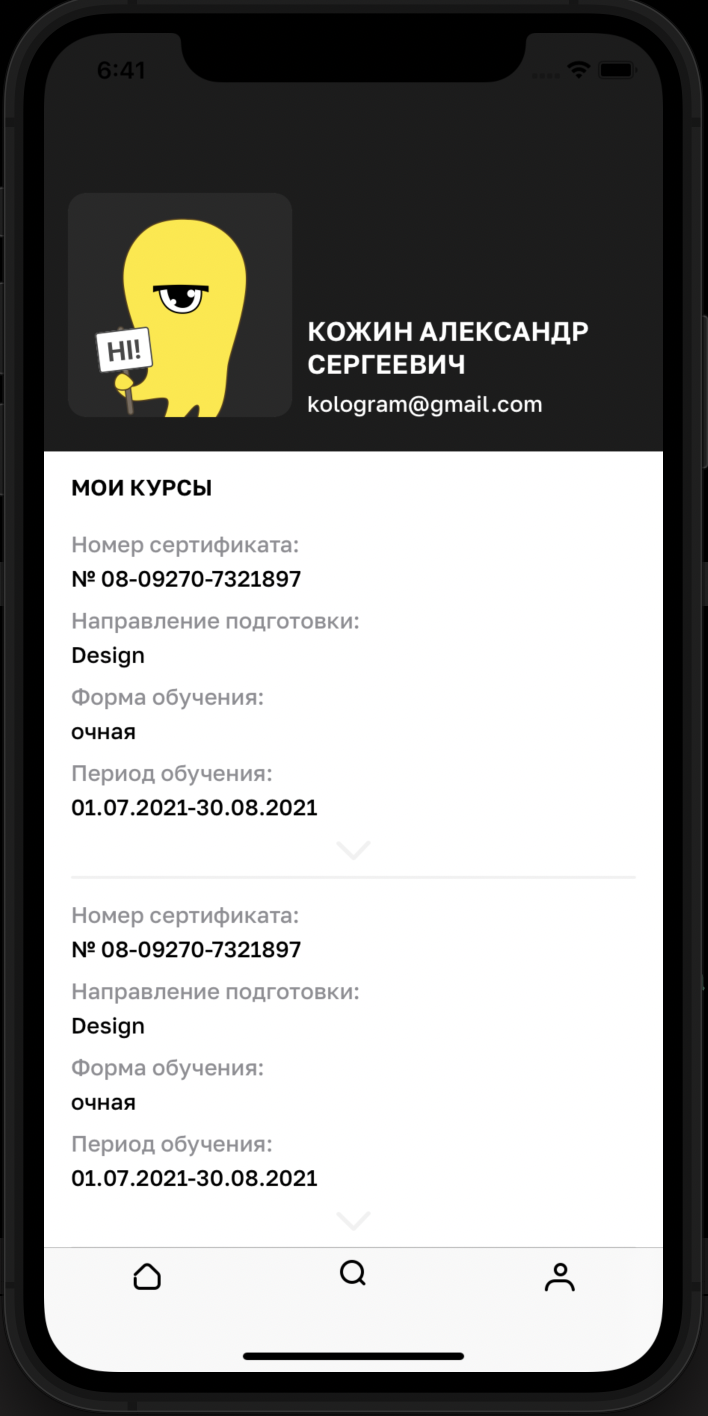 6:41
HI!
КОЖИН АЛЕКСАНДР
СЕРГЕЕВИЧ
kologram@gmail.com
МОИ КУРСЫ
Номер сертификата:
№ 08-09270-7321897
Направление подготовки:
Design
Форма обучения:
очная
Период обучения:
01.07.2021-30.08.2021
Номер сертификата:
№ 08-09270-7321897
Направление подготовки:
Design
Форма обучения:
очная
Период обучения:
01.07.2021-30.08.2021